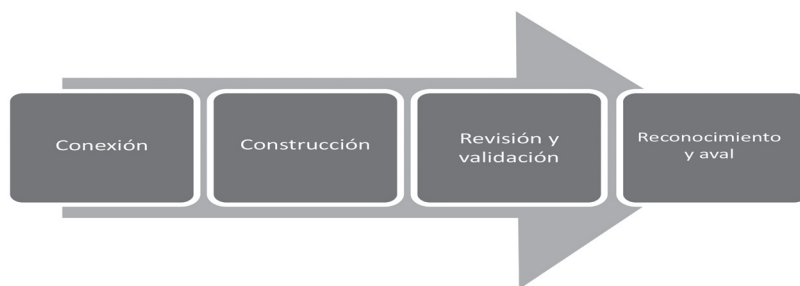 Conexión
Construcción
Revisión y
validación
Reconocimiento
y aval